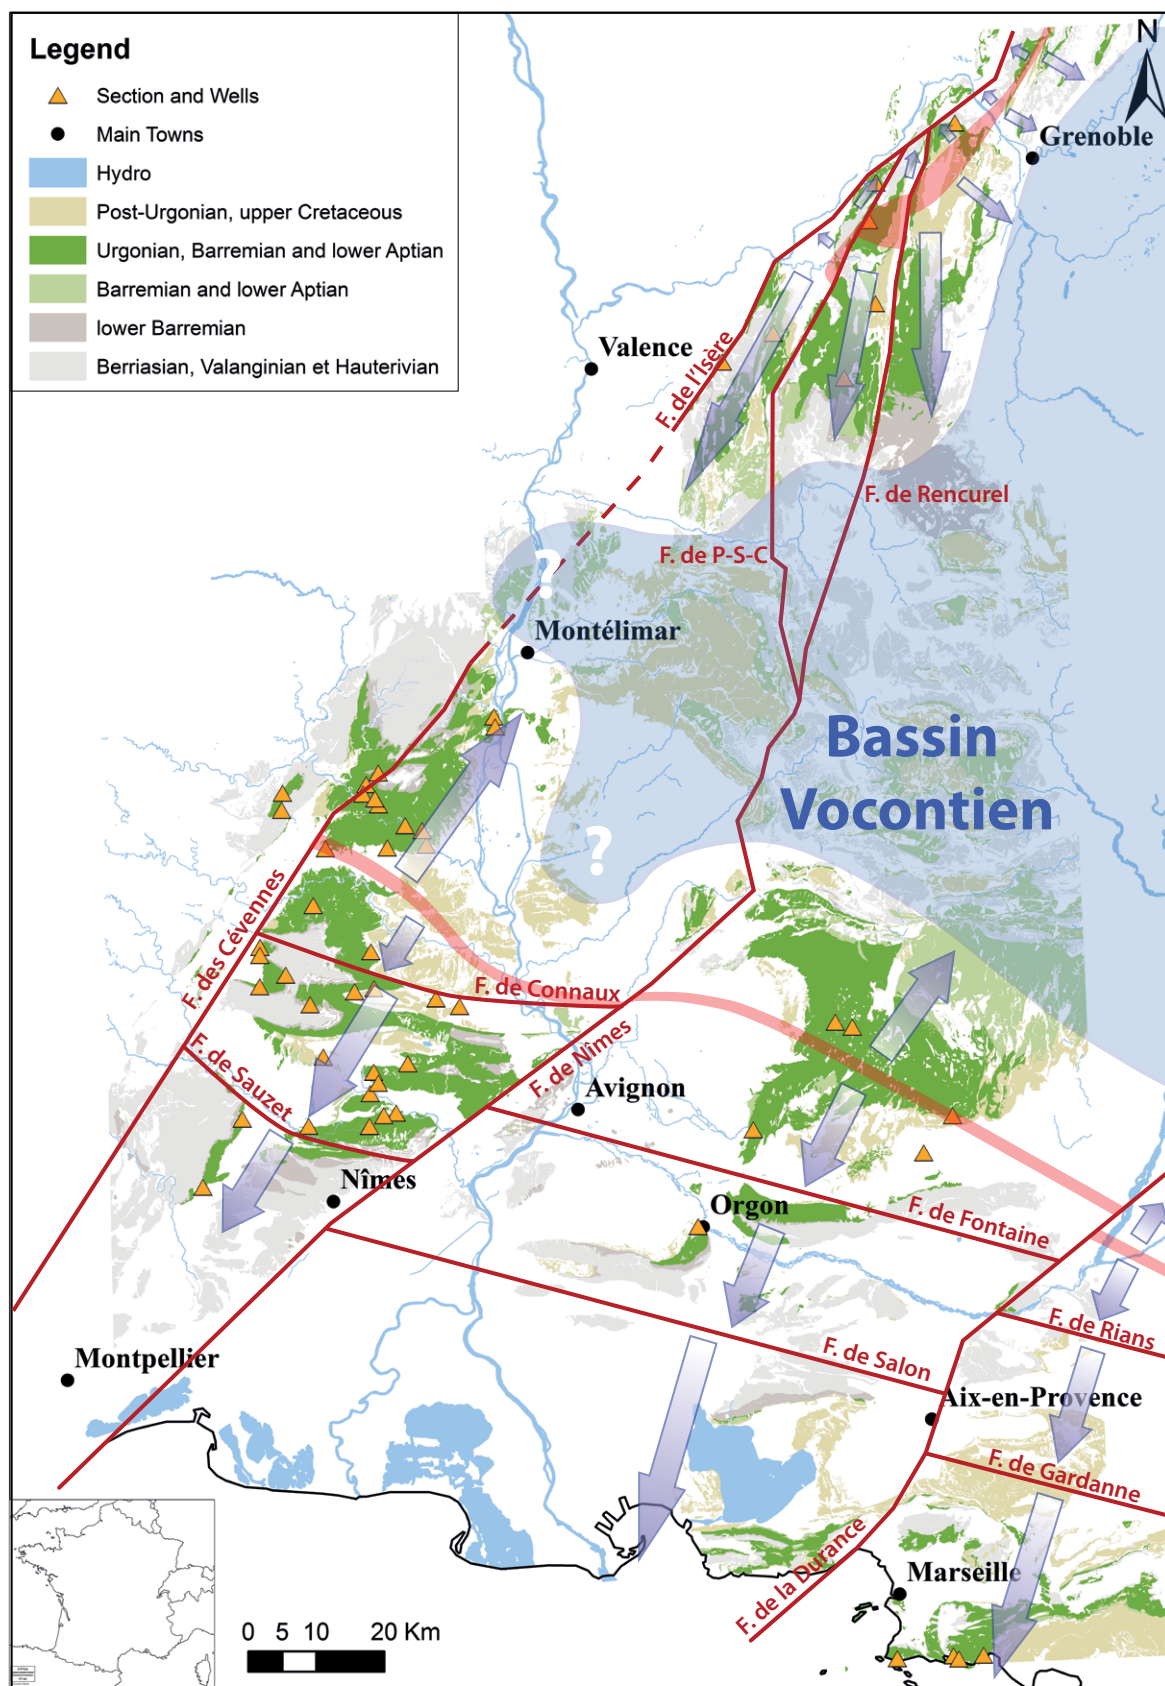 Legend
Section and Wells
Main Towns
Hydro
Post-Urgonian, upper Cretaceous
Urgonian, Barremian and lower Aptian
Barremian and lower Aptian
lower Barremian
Berriasian, Valanginian et Hauterivian
N
Grenoble
Valence
F. de l'Isère
F. de Rencurel
F. de P-S-C
?
Montélimar
Bassin
Vocontien
?
F. des Cévennes
F. de Connaux
F. de Nîmes
F. de Sauzet
Avignon
Nîmes
Orgon
F. de Fontaine
F. de Rians
F. de Salon
Montpellier
Aix-en-Provence
F. de Gardanne
F. de la Durance
Marseille
0 5 10 20 Km